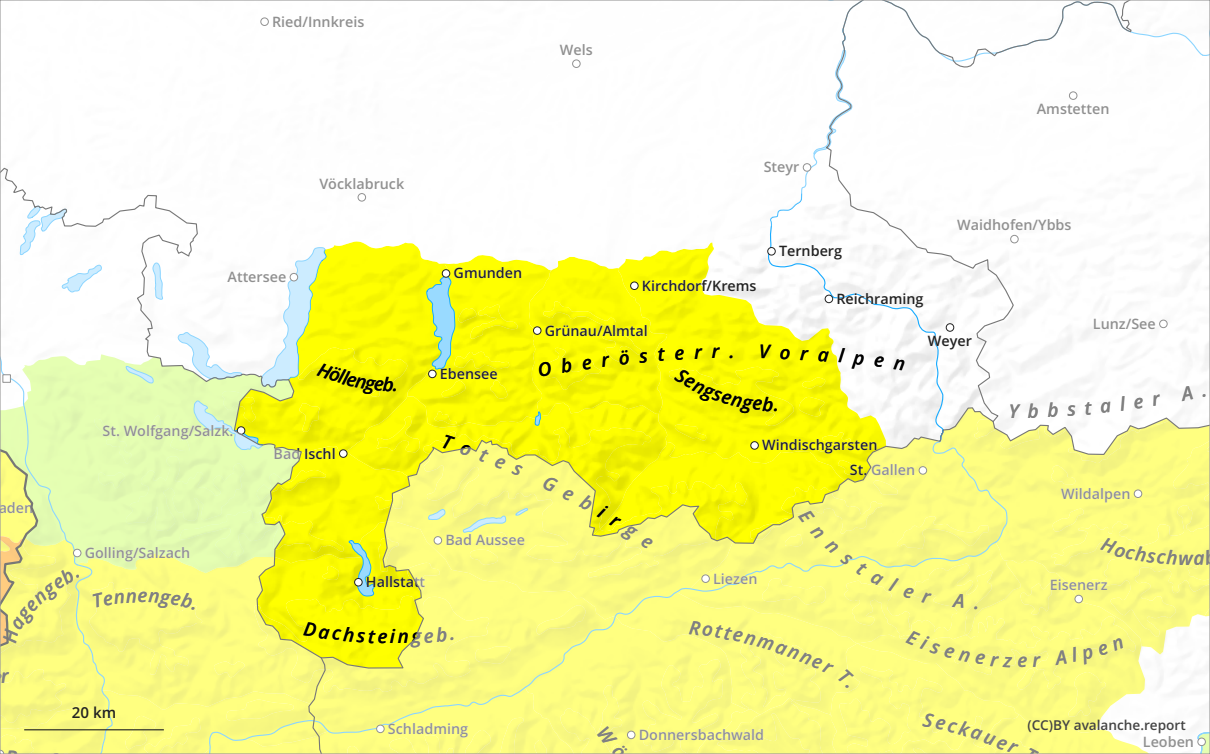 Ried/Innkreis
Wels
Amstetten
Steyr
Vöcklabruck
Waidhofen/Ybbs
Ternberg
Attersee
Gmunden
Kirchdorf/Krems
Reichraming
Lunz/See
Grünau/Almtal
Weyer
Oberösterr. Voralpen
Höllengeb.
Ebensee
Sengsengeb.
Ybbstaler A.
St. Wolfgang/Salzk.
Bad Ischl
Totes Gebirge
Windischgarsten
St. Gallen
Wildalpen
aden
Ennstaler A.
Bad Aussee
Golling/Salzach
Hochschwab
Hagengeb.
Tennengeb.
Hallstatt
Liezen
Eisenerz
Dachsteingeb.
Rottenmanner T.
Eisenerzer Alpen
20 km
Schladming
Donnersbachwald
Seckauer T
(CC)BY avalanche.report
Leoben